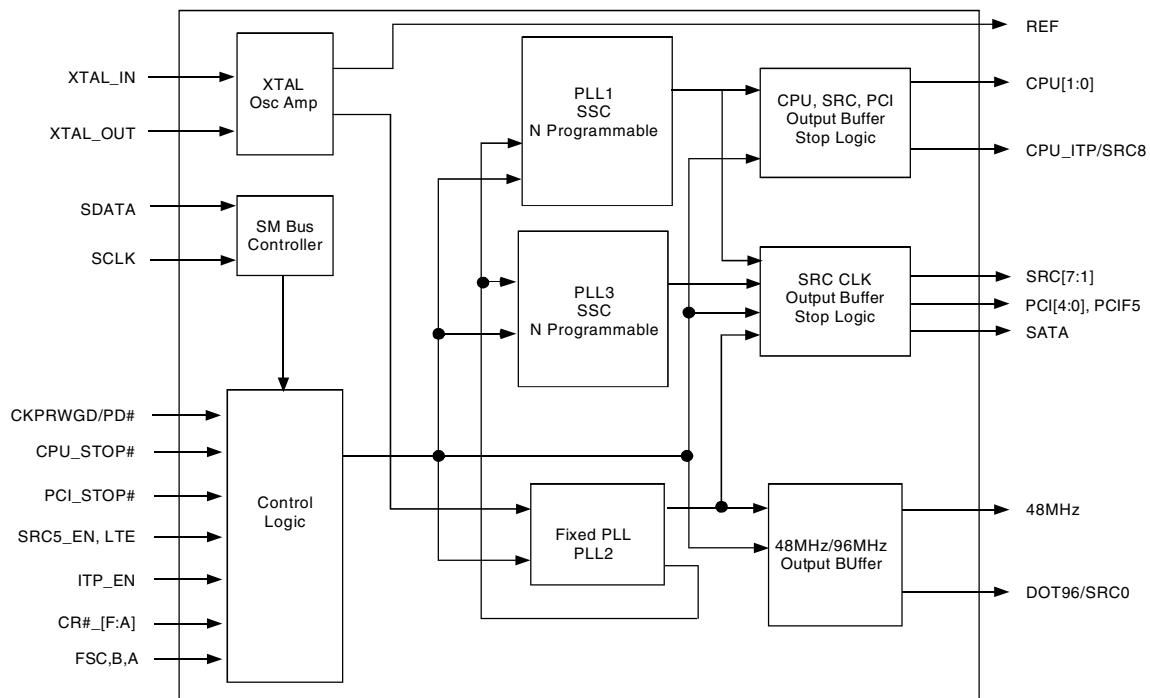 REF
XTAL_IN
XTAL_OUT
XTAL
Osc Amp
PLL1
SSC
N Programmable
CPU, SRC, PCI
Output Buffer
Stop Logic
CPU[1:0]
CPU_ITP/SRC8
SDATA
SCLK
SM Bus
Controller
PLL3
SSC
N Programmable
SRC CLK
Output Buffer
Stop Logic
SRC[7:1]
PCI[4:0], PCIF5
SATA
CKPRWGD/PD#
CPU_STOP#
PCI_STOP#
SRC5_EN, LTE
ITP_EN
CR#_[F:A]
FSC,B,A
Control
Logic
Fixed PLL
PLL2
48MHz/96MHz
Output BUffer
48MHz
DOT96/SRC0